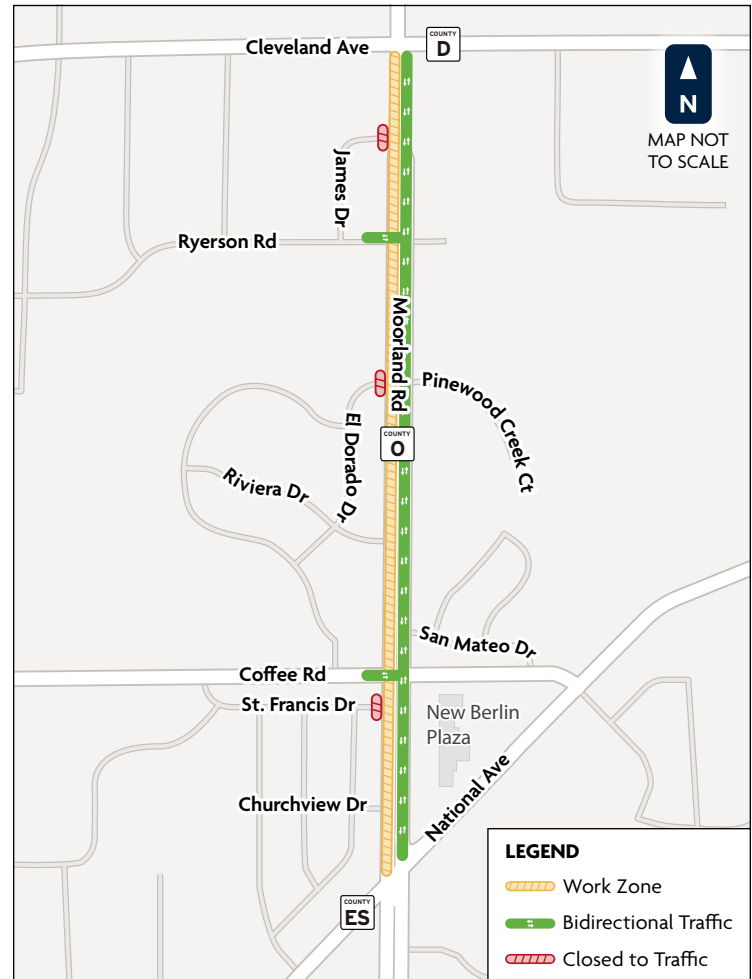 Cleveland Ave
COUNTY
D
N
MAP NOT
TO SCALE
James Dr
Ryerson Rd
Moorland Rd
Pinewood Creek Ct
El Dorado Dr
COUNTY
O
Riviera Dr
San Mateo Dr
Coffee Rd
St. Francis Dr
New Berlin
Plaza
Churchview Dr
National Ave
COUNTY
ES
LEGEND
Work Zone
Bidirectional Traffic
Closed to Traffic